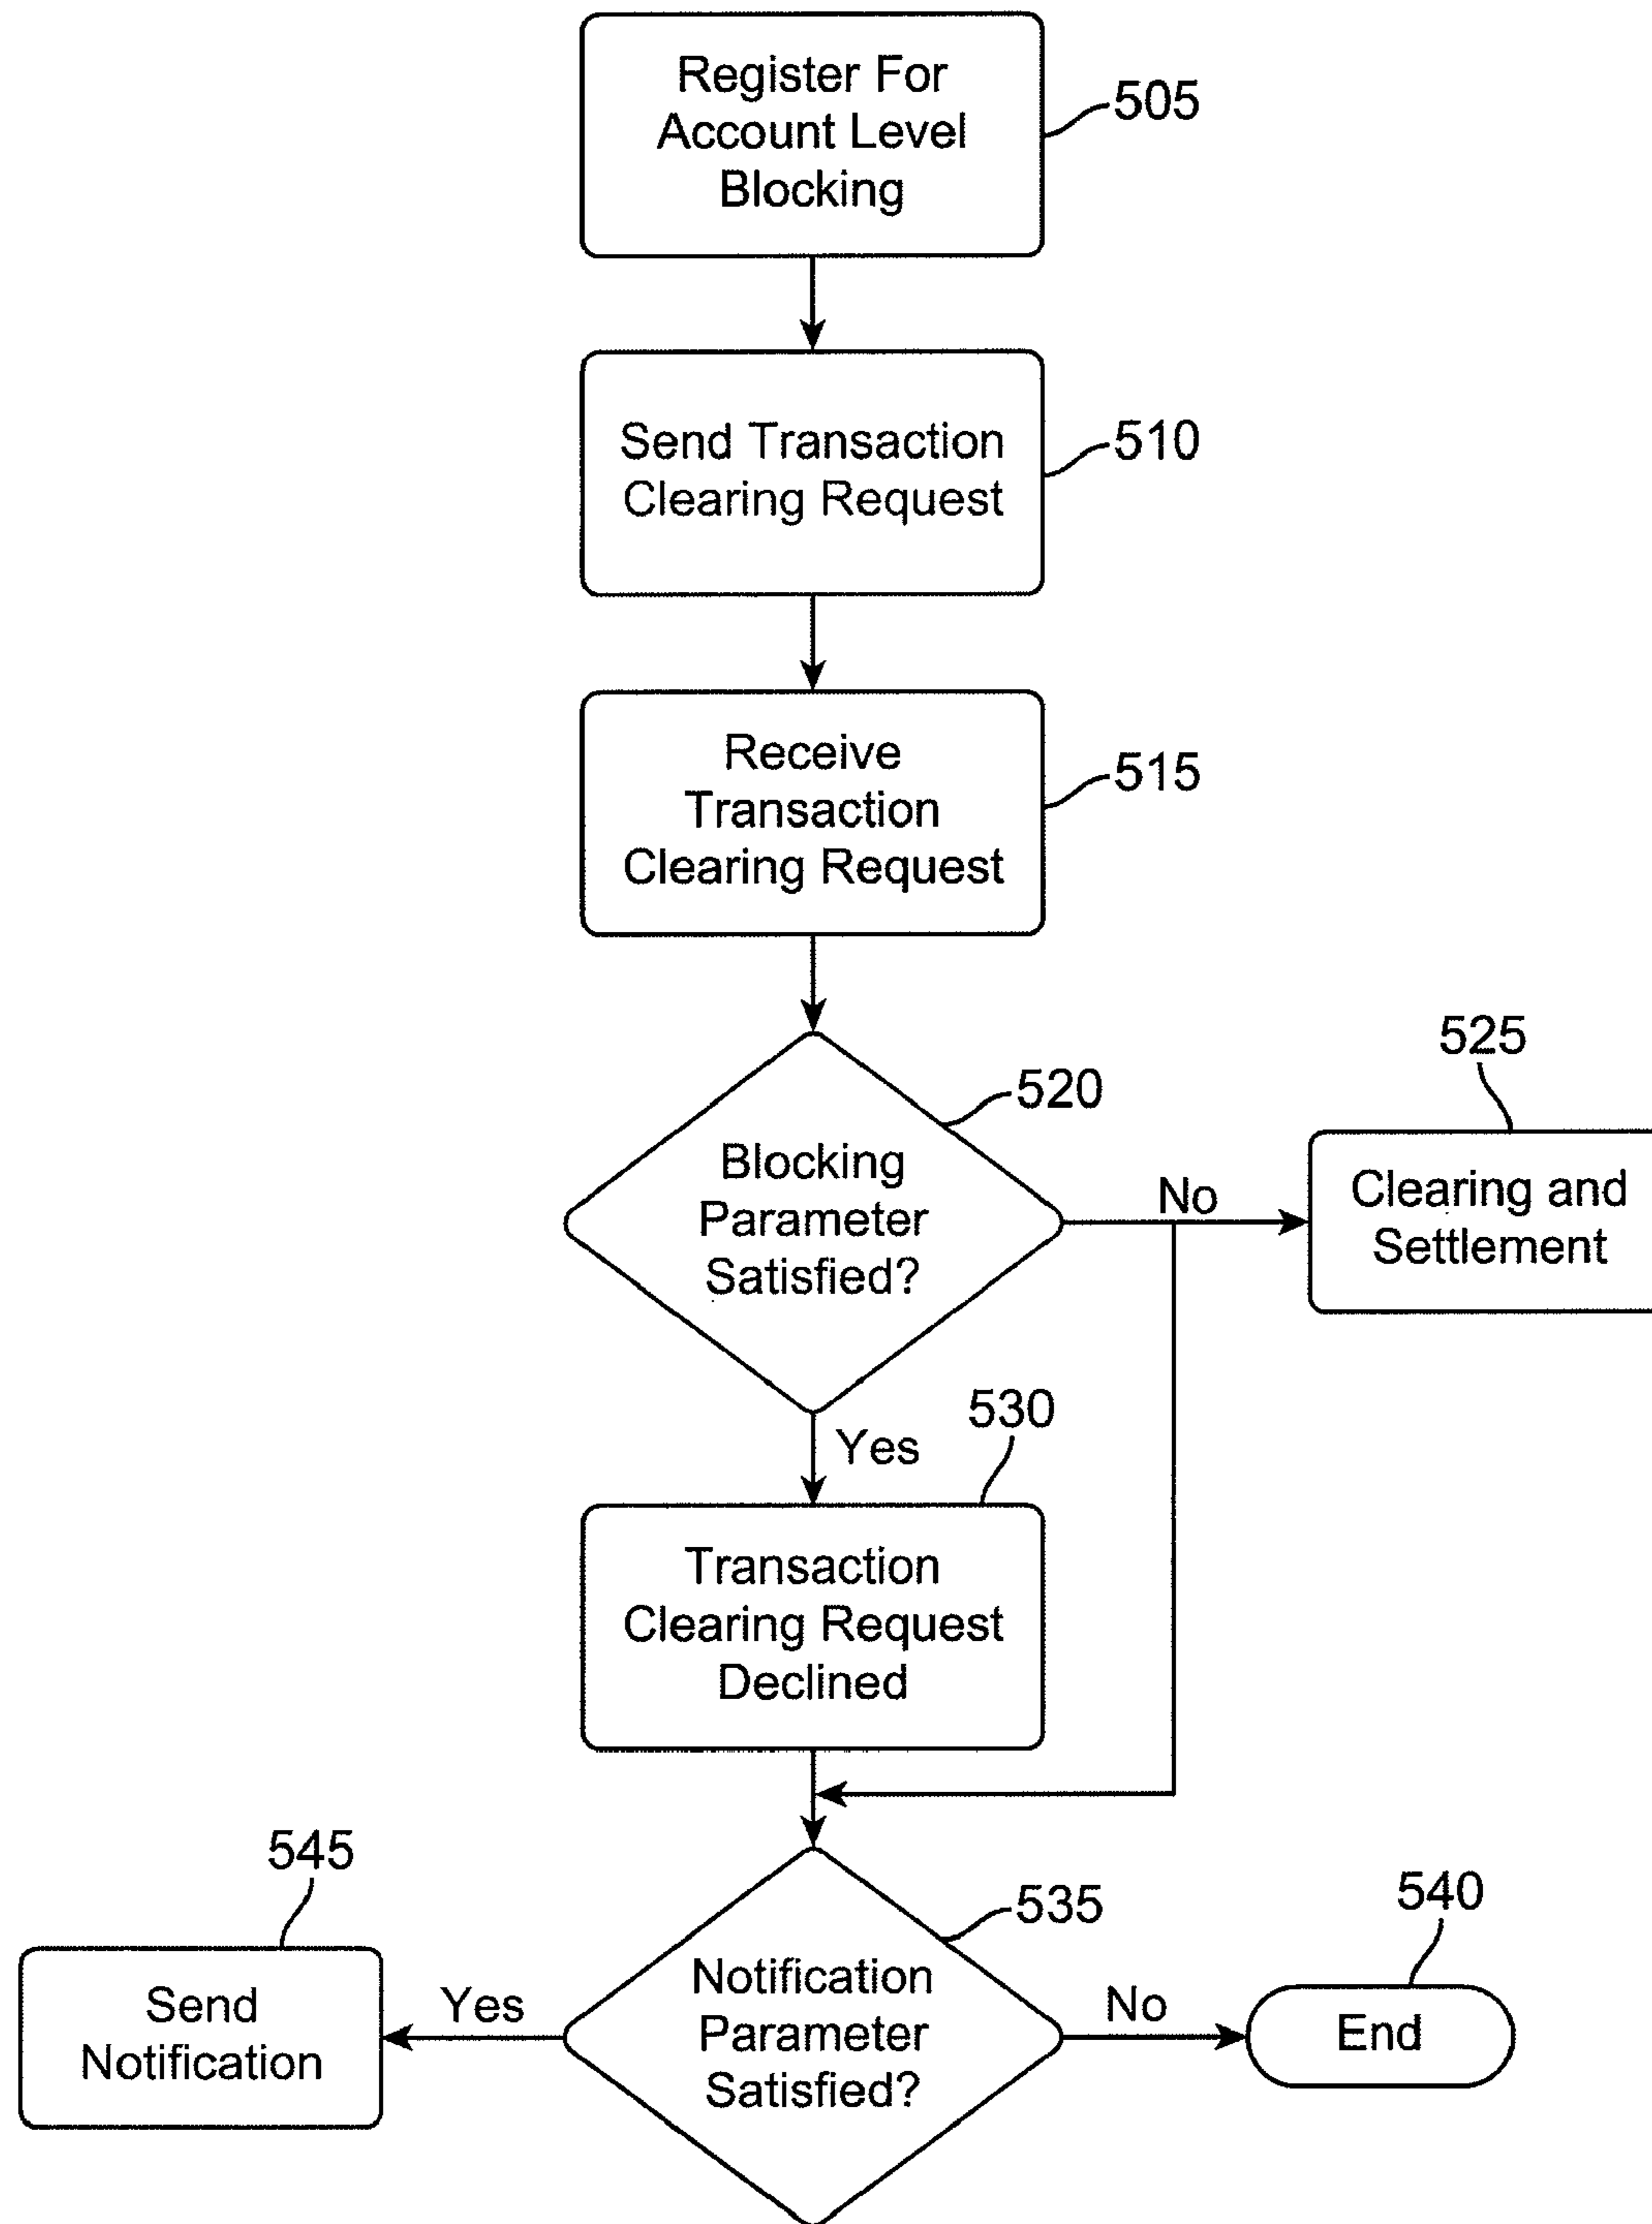 Register For
Account Level
Blocking
505
Send Transaction
Clearing Request
510
Receive
Transaction
Clearing Request
515
Blocking
Parameter
Satisfied?
520
No
525
Clearing and
Settlement
Yes
530
Transaction
Clearing Request
Declined
545
Send
Notification
Yes
Notification
Parameter
Satisfied?
535
No
540
End